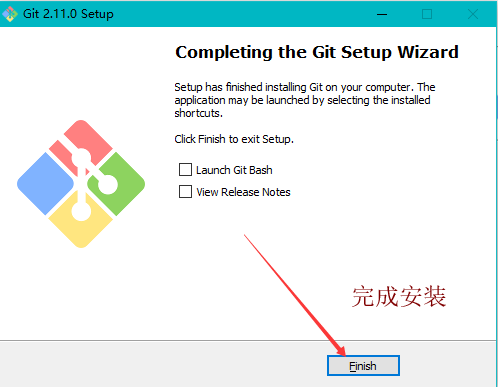 Git 2.11.0 Setup
Completing the Git Setup Wizard
Setup has finished installing Git on your computer. The
application may be launched by selecting the installed
shortcuts.
Click Finish to exit Setup.
Launch Git Bash
View Release Notes
完成安装
Finish